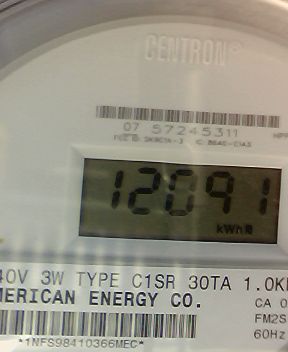 CENTRON®
07 57245311
12091
kWh
40V 3W TYPE C1SR 30TA 1.0K
MERICAN ENERGY CO.
CA 0
FM2S
60Hz
*1NFS98410366MEC*